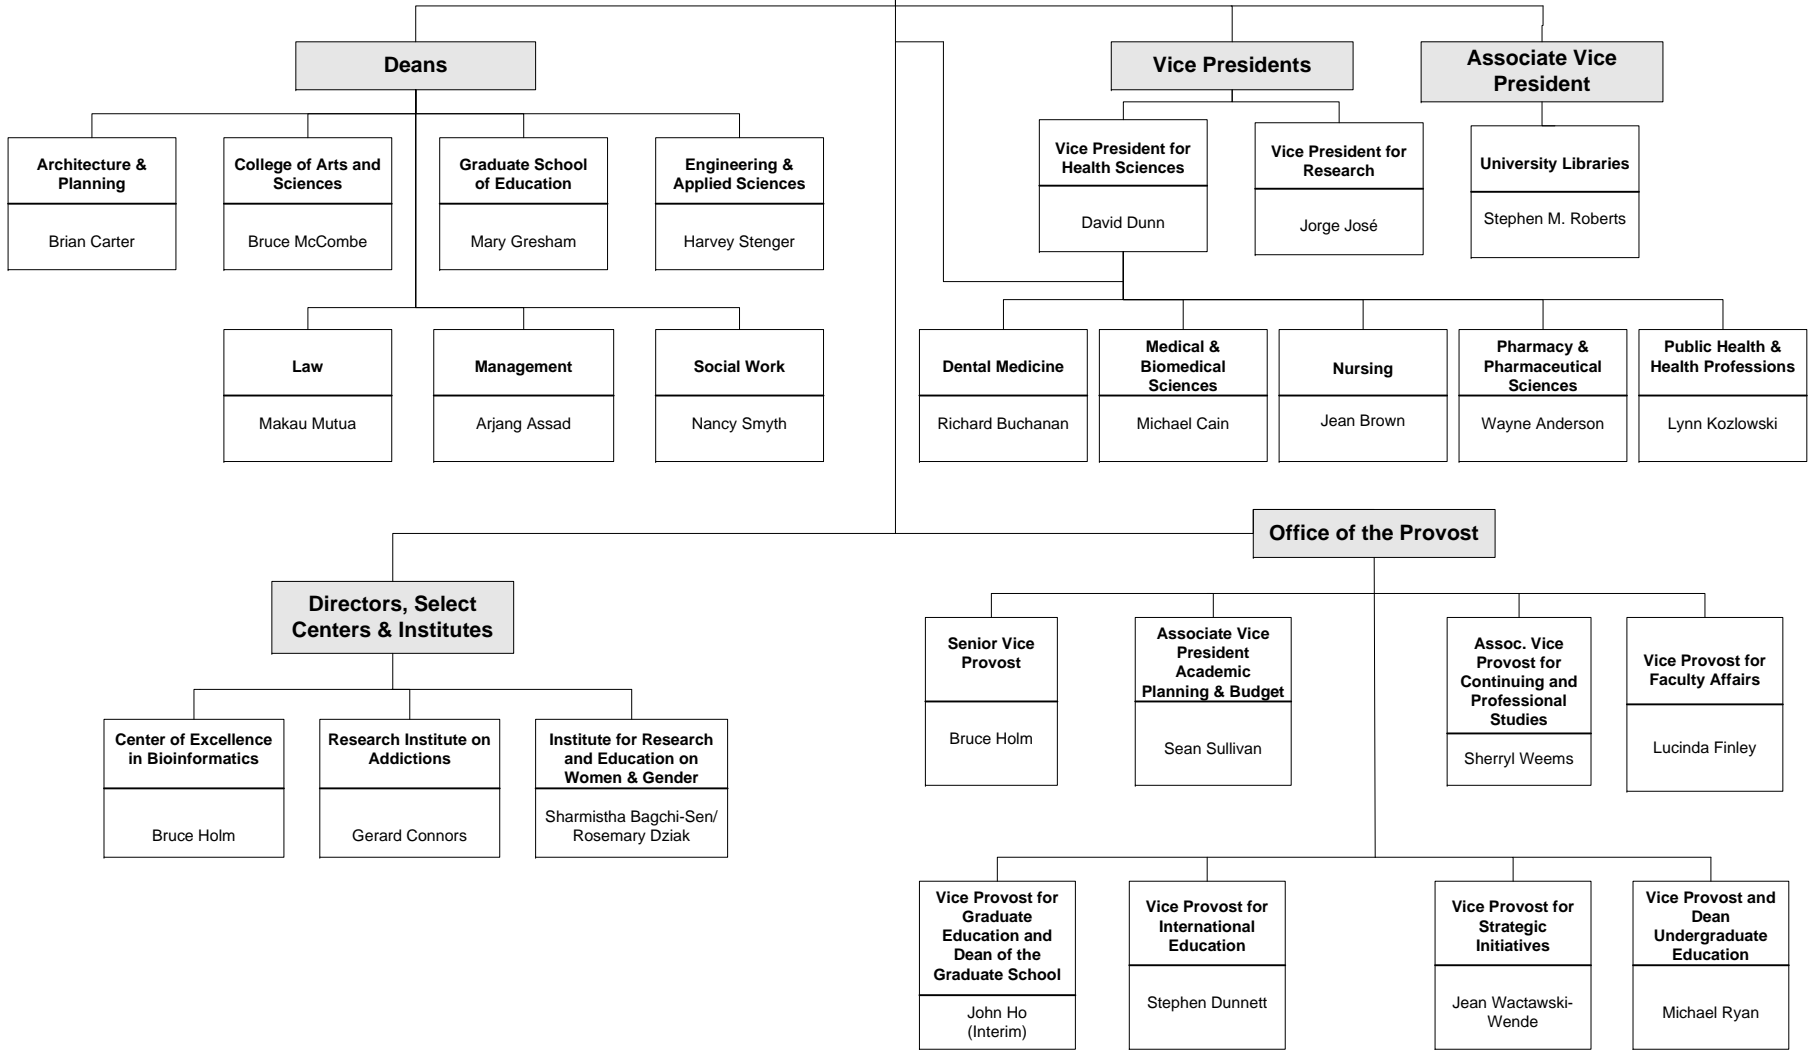 Deans
Vice Presidents
Associate Vice
President
Architecture &
Planning
Brian Carter
College of Arts and
Sciences
Bruce McCombe
Graduate School
of Education
Mary Gresham
Engineering &
Applied Sciences
Harvey Stenger
Vice President for
Health Sciences
David Dunn
Vice President for
Research
Jorge José
University Libraries
Stephen M. Roberts
Law
Makau Mutua
Management
Arjang Assad
Social Work
Nancy Smyth
Dental Medicine
Richard Buchanan
Medical &
Biomedical
Sciences
Michael Cain
Nursing
Jean Brown
Pharmacy &
Pharmaceutical
Sciences
Wayne Anderson
Public Health &
Health Professions
Lynn Kozlowski
Office of the Provost
Directors, Select
Centers & Institutes
Senior Vice
Provost
Bruce Holm
Associate Vice
President
Academic
Planning & Budget
Sean Sullivan
Assoc. Vice
Provost for
Continuing and
Professional
Studies
Sherryl Weems
Vice Provost for
Faculty Affairs
Lucinda Finley
Center of Excellence
in Bioinformatics
Bruce Holm
Research Institute on
Addictions
Gerard Connors
Institute for Research
and Education on
Women & Gender
Sharmistha Bagchi-Sen/
Rosemary Dziak
Vice Provost for
Graduate
Education and
Dean of the
Graduate School
John Ho
(Interim)
Vice Provost for
International
Education
Stephen Dunnett
Vice Provost for
Strategic
Initiatives
Jean Wactawski-
Wende
Vice Provost and
Dean
Undergraduate
Education
Michael Ryan